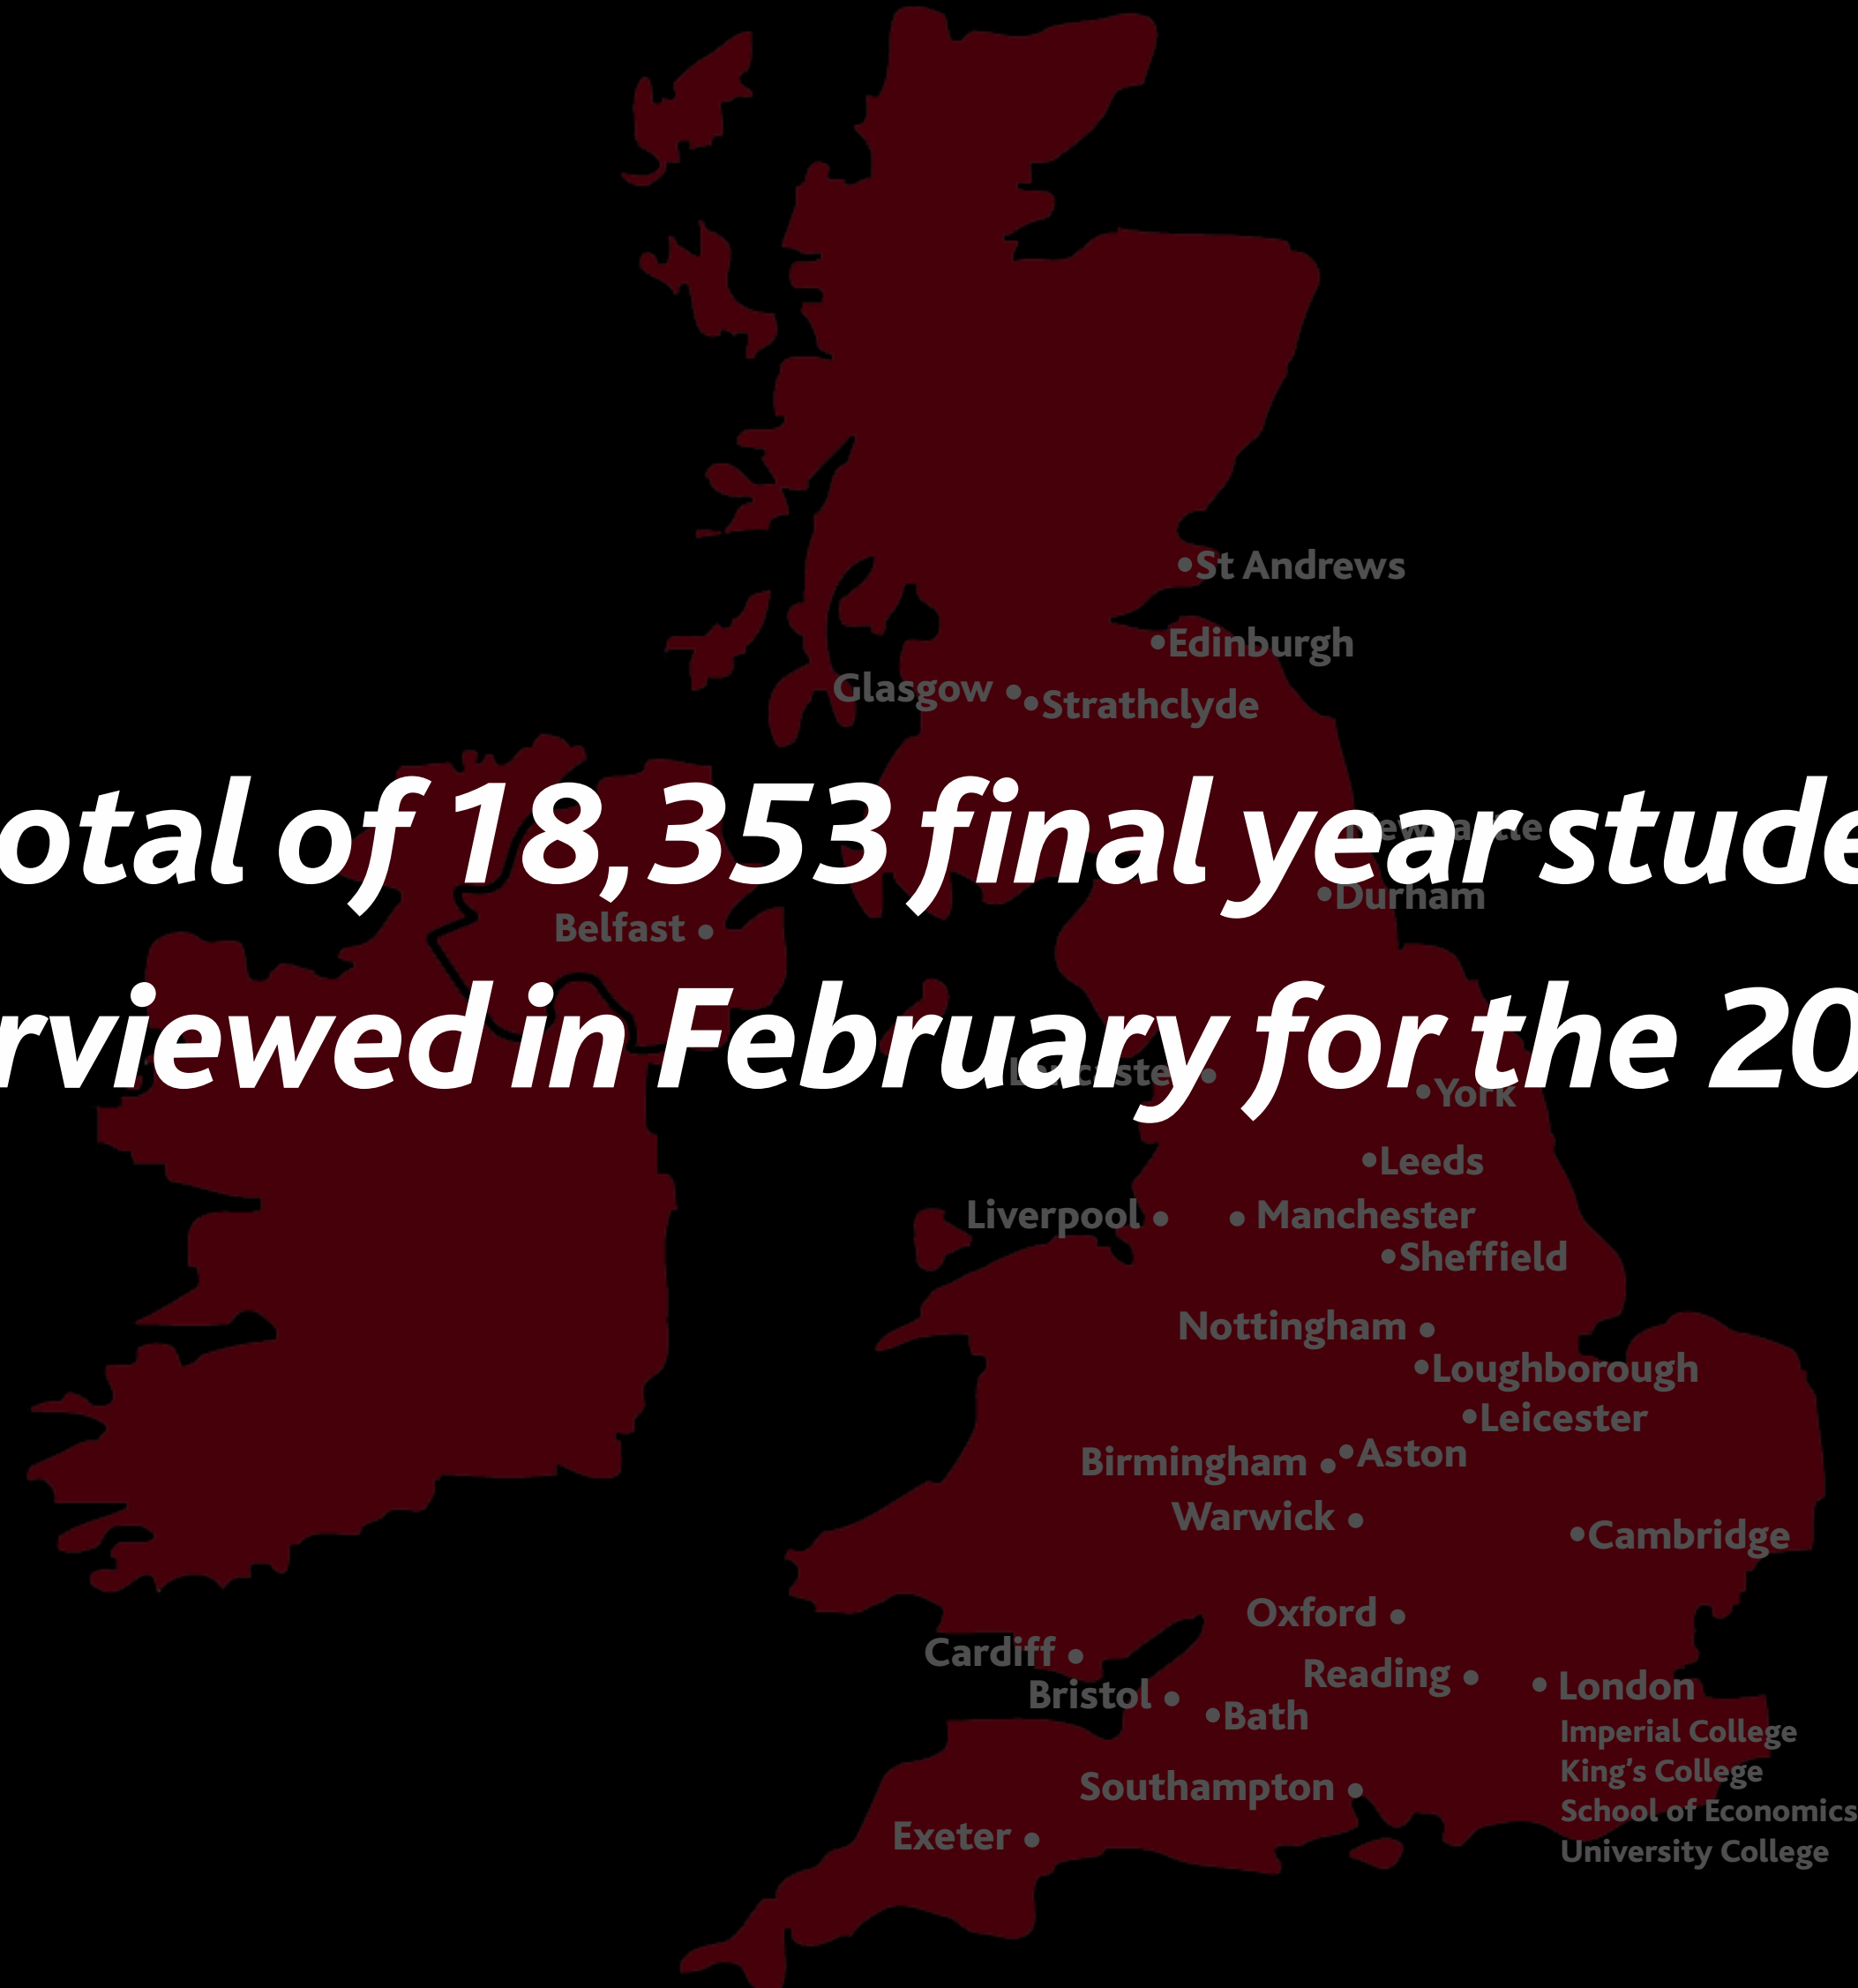 St Andrews
Edinburgh
Glasgow
Strathclyde
otal of 18,353 final year stude
Durham
Belfast
rviewed in February for the 20
York
Leeds
Liverpool
Manchester
Sheffield
Nottingham
Loughborough
Leicester
Aston
Birmingham
Warwick
Cambridge
Oxford
Cardiff
Reading
London
Bristol
Bath
Imperial College
King's College
Southampton
School of Economics
Exeter
University College